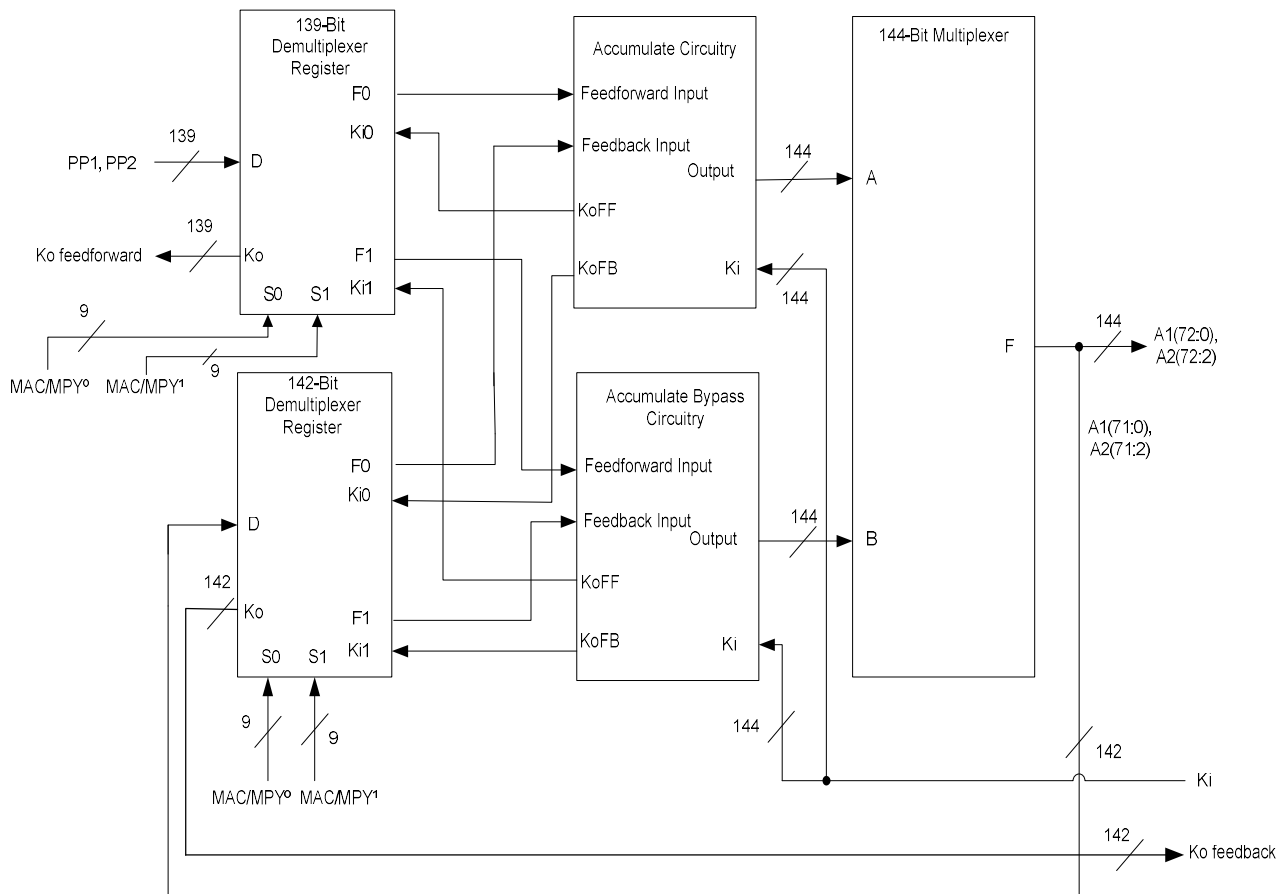 139-Bit
Demultiplexer
Register
F0
Ki0
139
PP1, PP2
D
139
Ko feedforward
Ko
F1
Ki1
S0
S1
9
9
MAC/MPY⁰
MAC/MPY¹
Accumulate Circuitry
Feedforward Input
Feedback Input
Output
KoFF
KoFB
Ki
144
144
144-Bit Multiplexer
A
B
F
144
A1(72:0),
A2(72:2)
A1(71:0),
A2(71:2)
142-Bit
Demultiplexer
Register
F0
Ki0
D
142
Ko
F1
Ki1
S0
S1
9
9
MAC/MPY⁰
MAC/MPY¹
Accumulate Bypass
Circuitry
Feedforward Input
Feedback Input
Output
KoFF
KoFB
Ki
144
144
142
Ki
142
Ko feedback